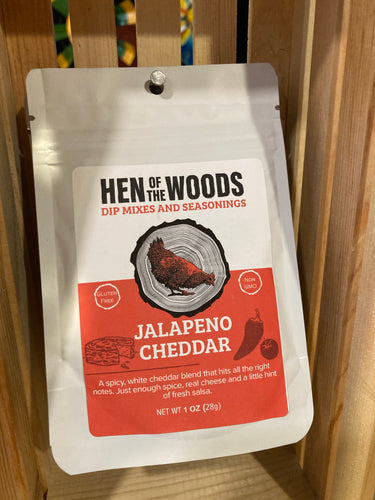 HEN OF THE WOODS
DIP MIXES AND SEASONINGS
GLUTEN
FREE
NON
GMO
JALAPENO
CHEDDAR
A spicy, white cheddar blend that hits all the right
notes. Just enough spice, real cheese and a little hint
of fresh salsa.
NET WT 1 OZ (28g)